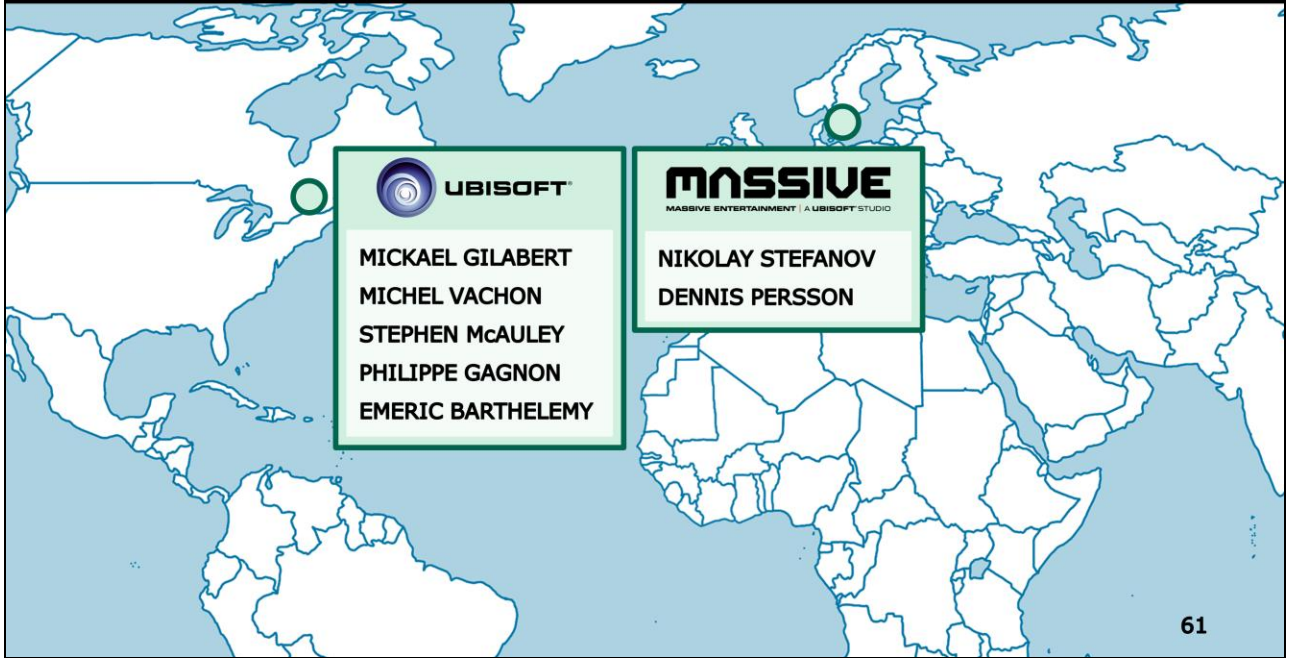 UBISOFT®
MICKAEL GILABERT
MICHEL VACHON
STEPHEN McAULEY
PHILIPPE GAGNON
EMERIC BARTHELEMY
MASSIVE
MASSIVE ENTERTAINMENT | A UBISOFT STUDIO
NIKOLAY STEFANOV
DENNIS PERSSON
61